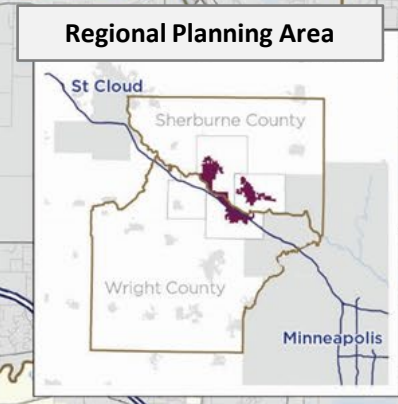 Regional Planning Area
St Cloud
Sherburne County
Wright County
Minneapolis